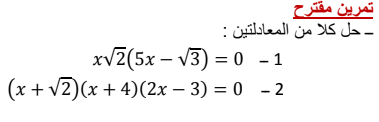 تمرين مقترح
– حل كلا من المعادلتين :
1 – x√2(5x − √3) = 0
2 – (x + √2)(x + 4)(2x − 3) = 0